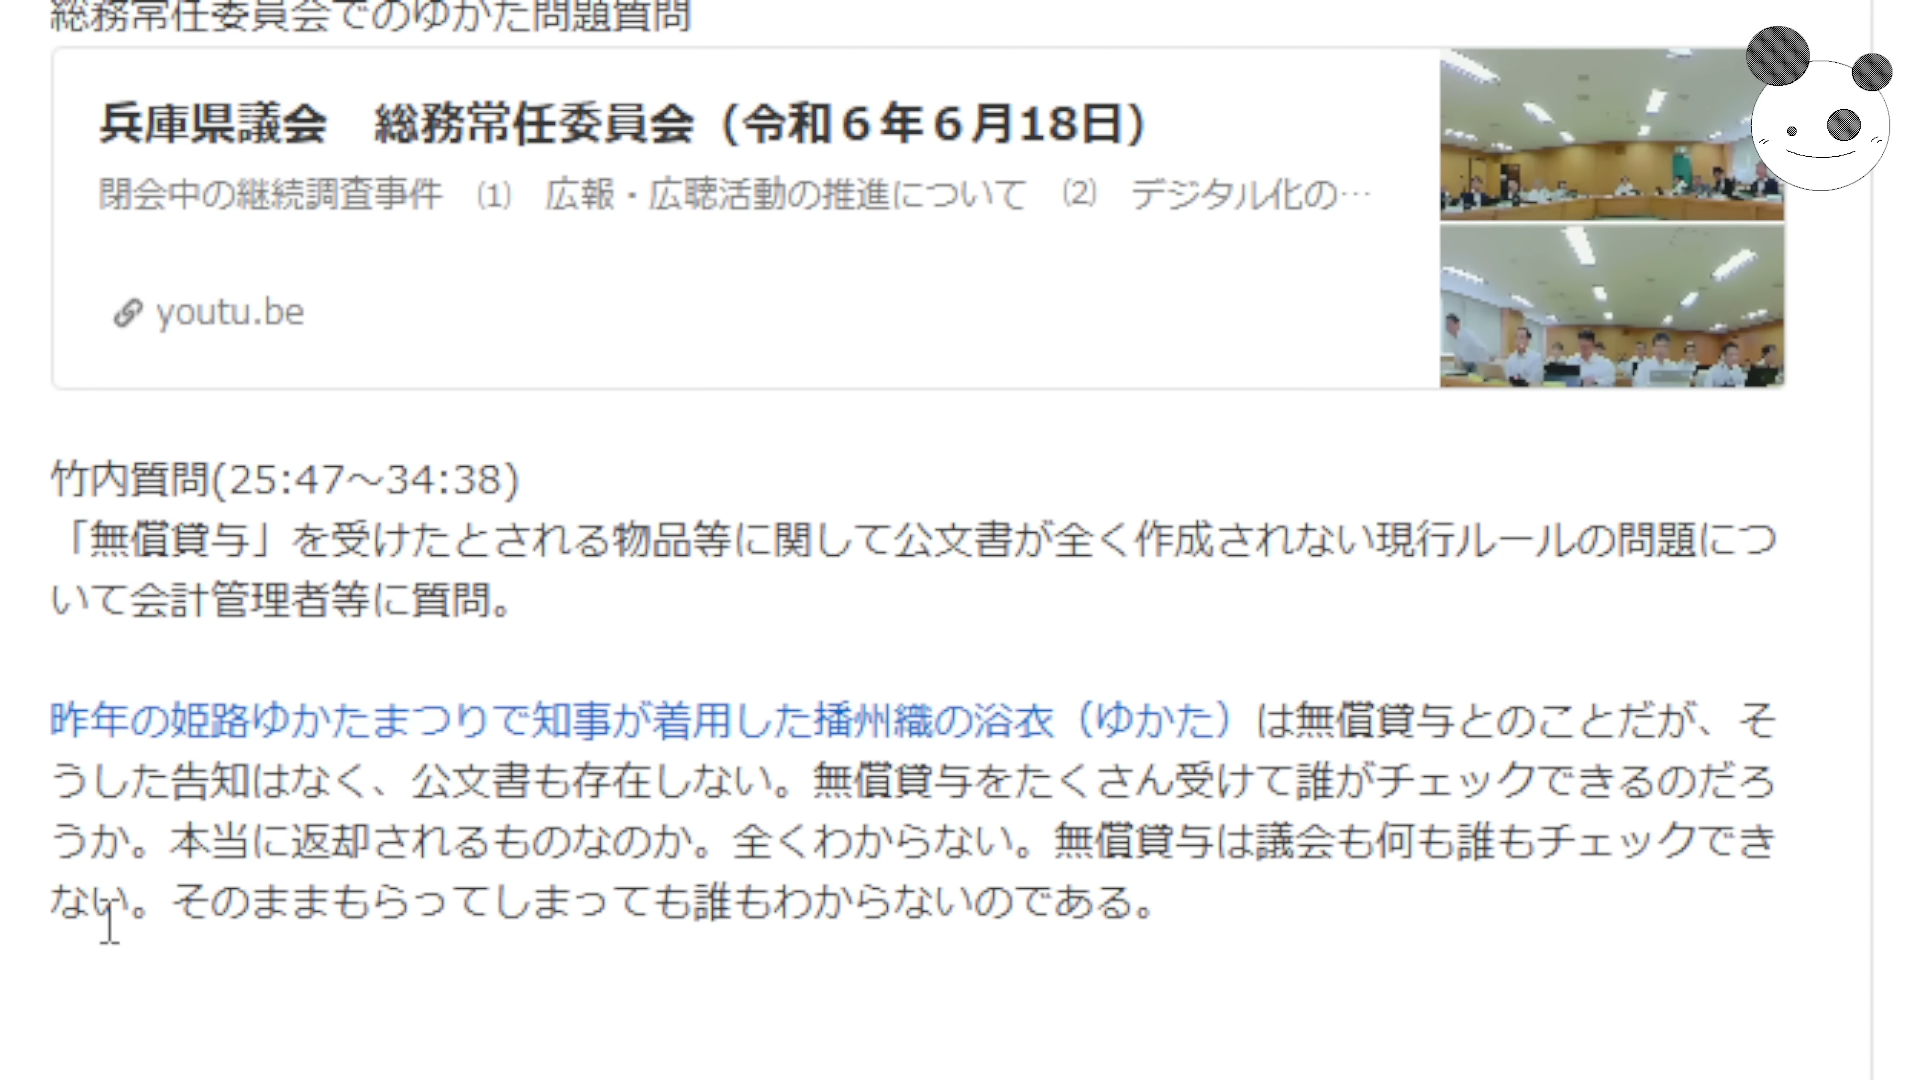 総務常任委員会でのゆかた問題質問
兵庫県議会　総務常任委員会（令和６年６月18日）
閉会中の継続調査事件　⑴　広報・広聴活動の推進について　⑵　デジタル化の…
youtu.be
竹内質問(25:47～34:38)
「無償貸与」を受けたとされる物品等に関して公文書が全く作成されない現行ルールの問題につ
いて会計管理者等に質問。
昨年の姫路ゆかたまつりで知事が着用した播州織の浴衣（ゆかた）は無償貸与とのことだが、そ
うした告知はなく、公文書も存在しない。無償貸与をたくさん受けて誰がチェックできるのだろ
うか。本当に返却されるものなのか。全くわからない。無償貸与は議会も何も誰もチェックでき
ない。そのままもらってしまっても誰もわからないのである。